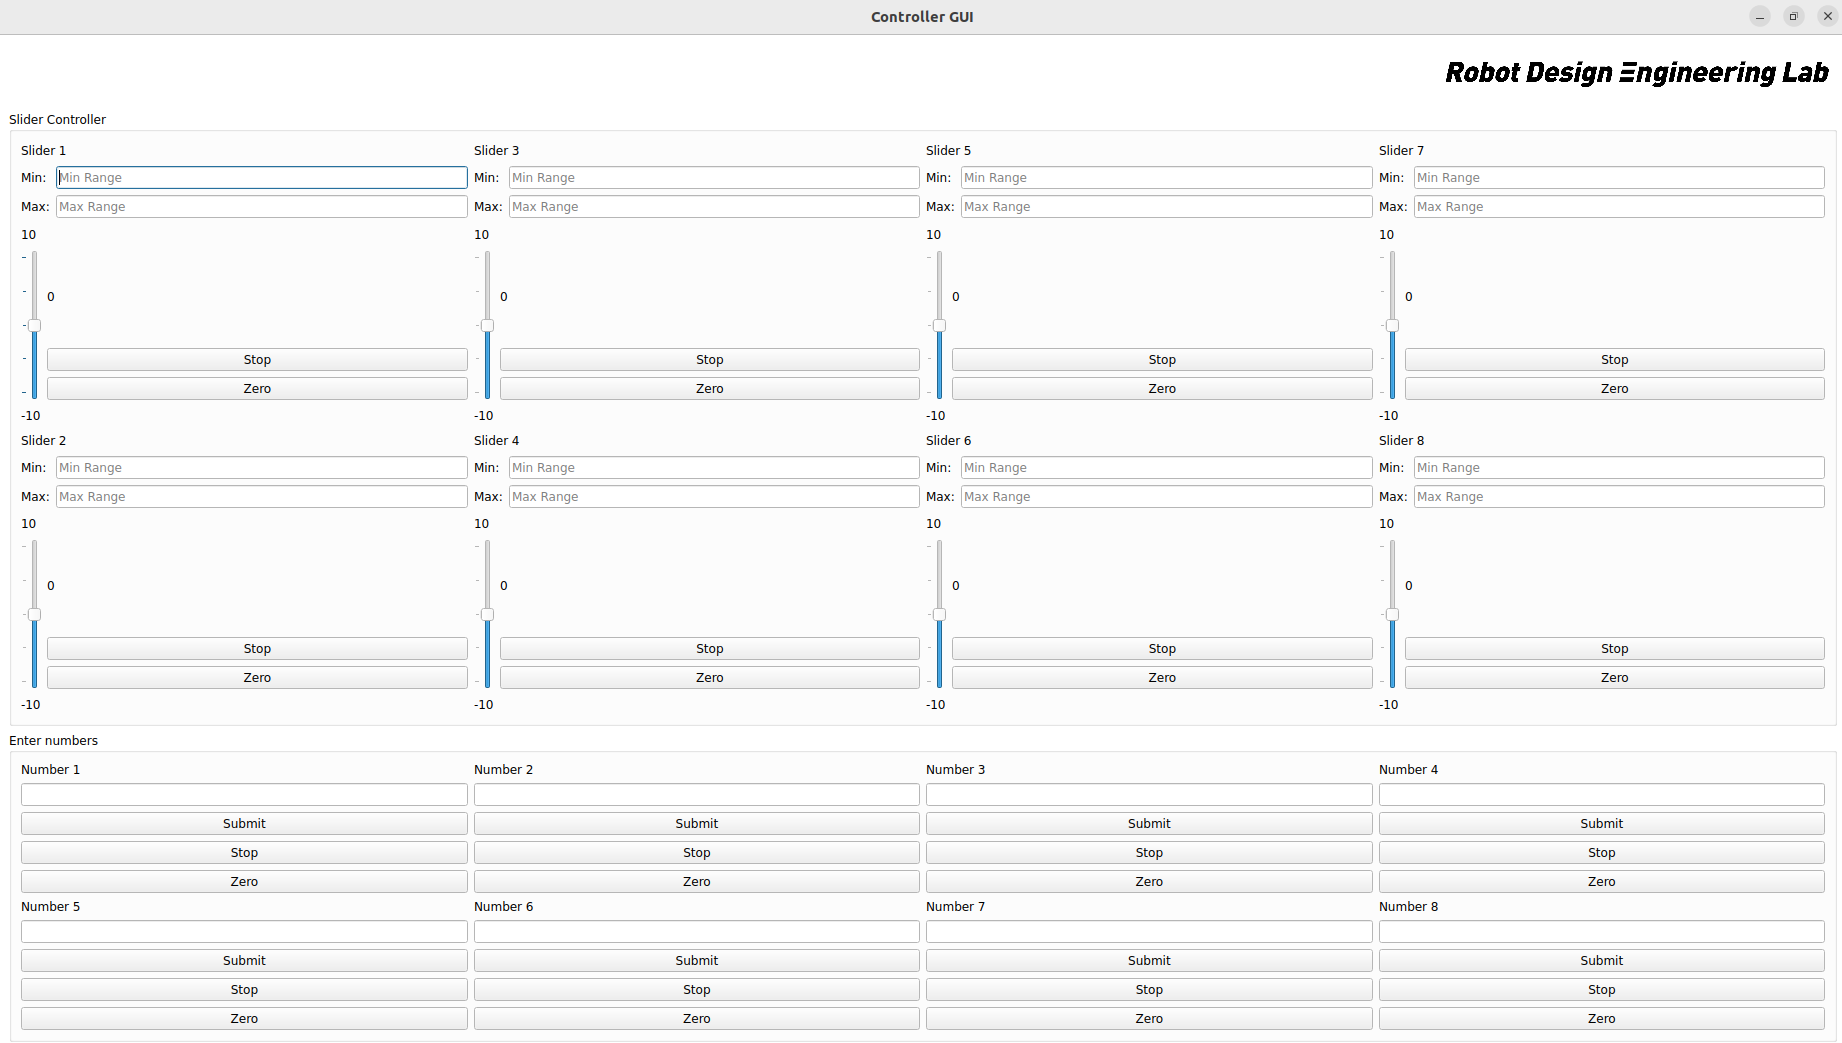 Controller GUI
Robot Design Engineering Lab
Slider Controller
Slider 1 Slider 3 Slider 5 Slider 7
Min: Min Range Min: Min Range Min: Min Range Min: Min Range
Max: Max Range Max: Max Range Max: Max Range Max: Max Range
10 10 10 10
0 0 0 0
Stop Stop Stop Stop
Zero Zero Zero Zero
-10 -10 -10 -10
Slider 2 Slider 4 Slider 6 Slider 8
Min: Min Range Min: Min Range Min: Min Range Min: Min Range
Max: Max Range Max: Max Range Max: Max Range Max: Max Range
10 10 10 10
0 0 0 0
Stop Stop Stop Stop
Zero Zero Zero Zero
-10 -10 -10 -10
Enter numbers
Number 1 Number 2 Number 3 Number 4
Submit Submit Submit Submit
Stop Stop Stop Stop
Zero Zero Zero Zero
Number 5 Number 6 Number 7 Number 8
Submit Submit Submit Submit
Stop Stop Stop Stop
Zero Zero Zero Zero